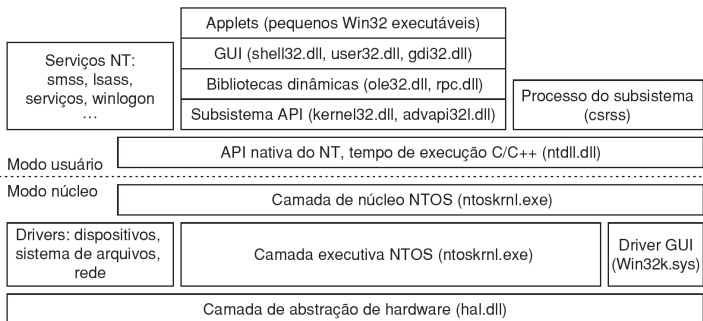 Applets (pequenos Win32 executáveis)
Serviços NT:
smss, lsass,
serviços, winlogon
...
GUI (shell32.dll, user32.dll, gdi32.dll)
Bibliotecas dinâmicas (ole32.dll, rpc.dll)
Subsistema API (kernel32.dll, advapi32l.dll)
Processo do subsistema
(csrss)
API nativa do NT, tempo de execução C/C++ (ntdll.dll)
Modo usuário
Modo núcleo
Camada de núcleo NTOS (ntoskrnl.exe)
Drivers: dispositivos,
sistema de arquivos,
rede
Camada executiva NTOS (ntoskrnl.exe)
Driver GUI
(Win32k.sys)
Camada de abstração de hardware (hal.dll)